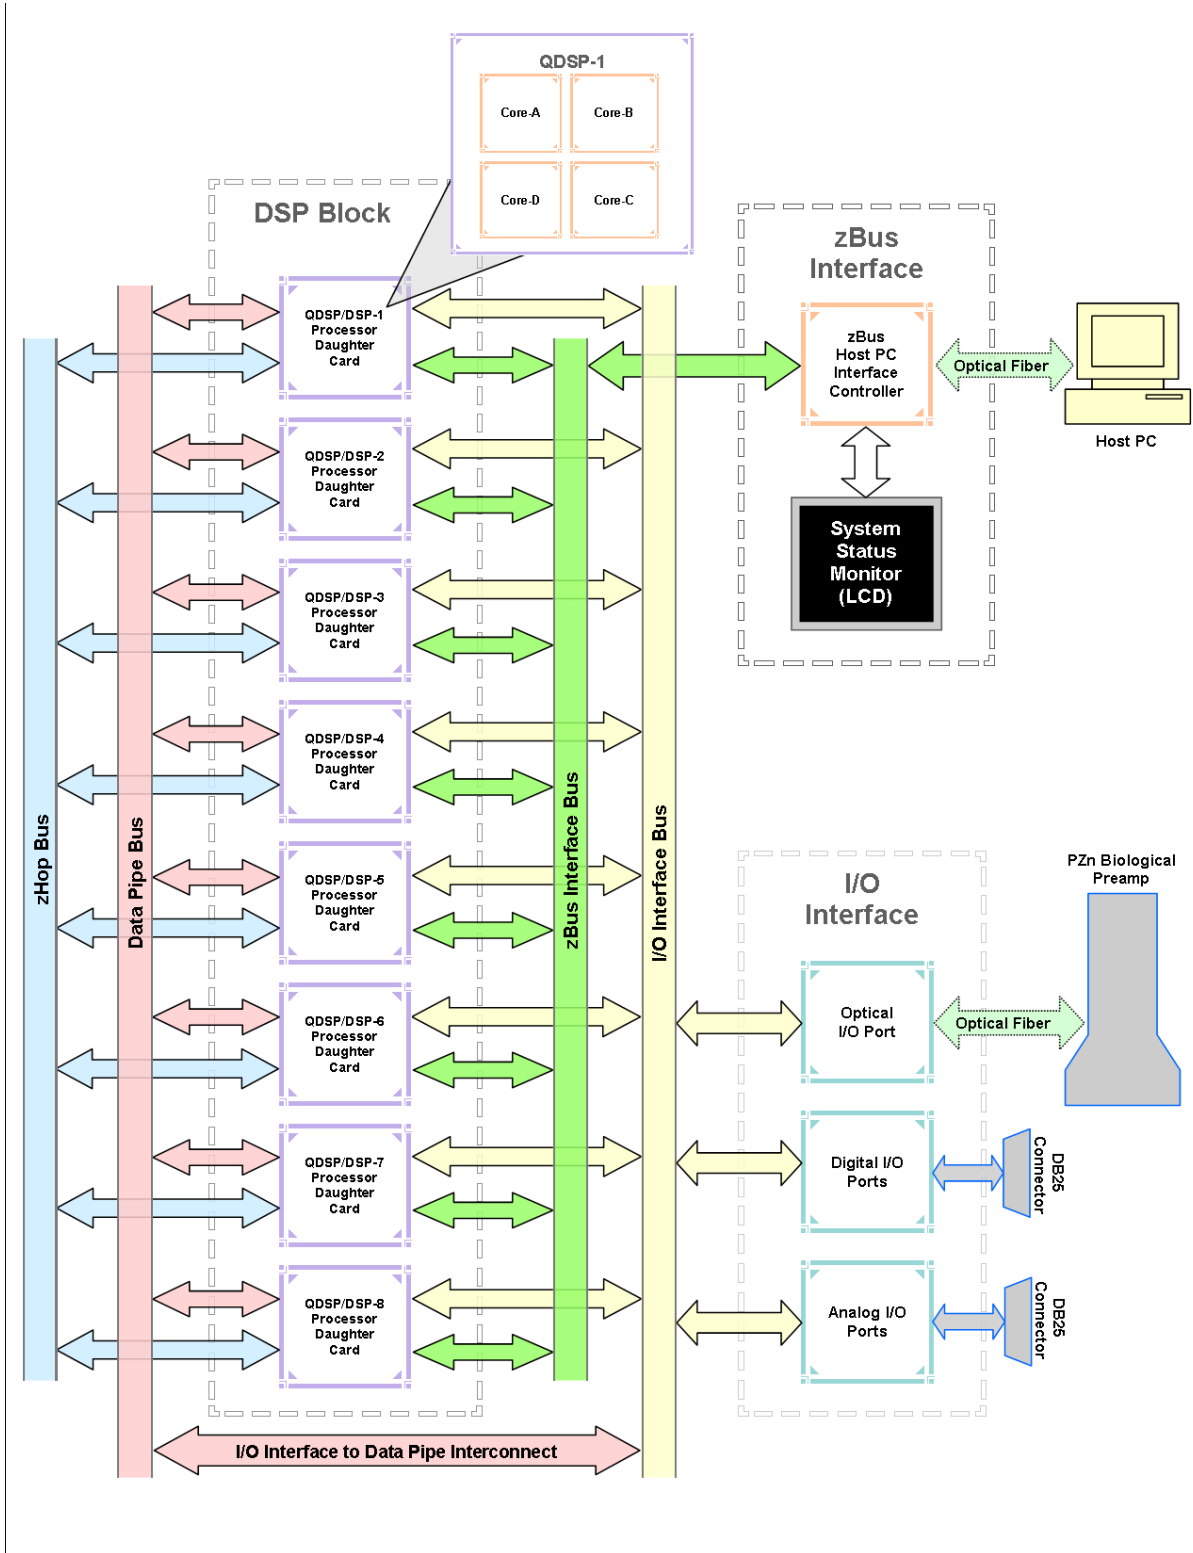 QDSP-1
Core-A
Core-B
Core-D
Core-C
DSP Block
zBus
Interface
QDSP/DSP-1
Processor
Daughter
Card
zBus
Host PC
Interface
Controller
Optical Fiber
Host PC
QDSP/DSP-2
Processor
Daughter
Card
System
Status
Monitor
(LCD)
QDSP/DSP-3
Processor
Daughter
Card
QDSP/DSP-4
Processor
Daughter
Card
zHop Bus
Data Pipe Bus
zBus Interface Bus
I/O Interface Bus
QDSP/DSP-5
Processor
Daughter
Card
I/O
Interface
PZn Biological
Preamp
QDSP/DSP-6
Processor
Daughter
Card
Optical
I/O Port
Optical Fiber
QDSP/DSP-7
Processor
Daughter
Card
Digital I/O
Ports
DB25
Connector
QDSP/DSP-8
Processor
Daughter
Card
Analog I/O
Ports
DB25
Connector
I/O Interface to Data Pipe Interconnect